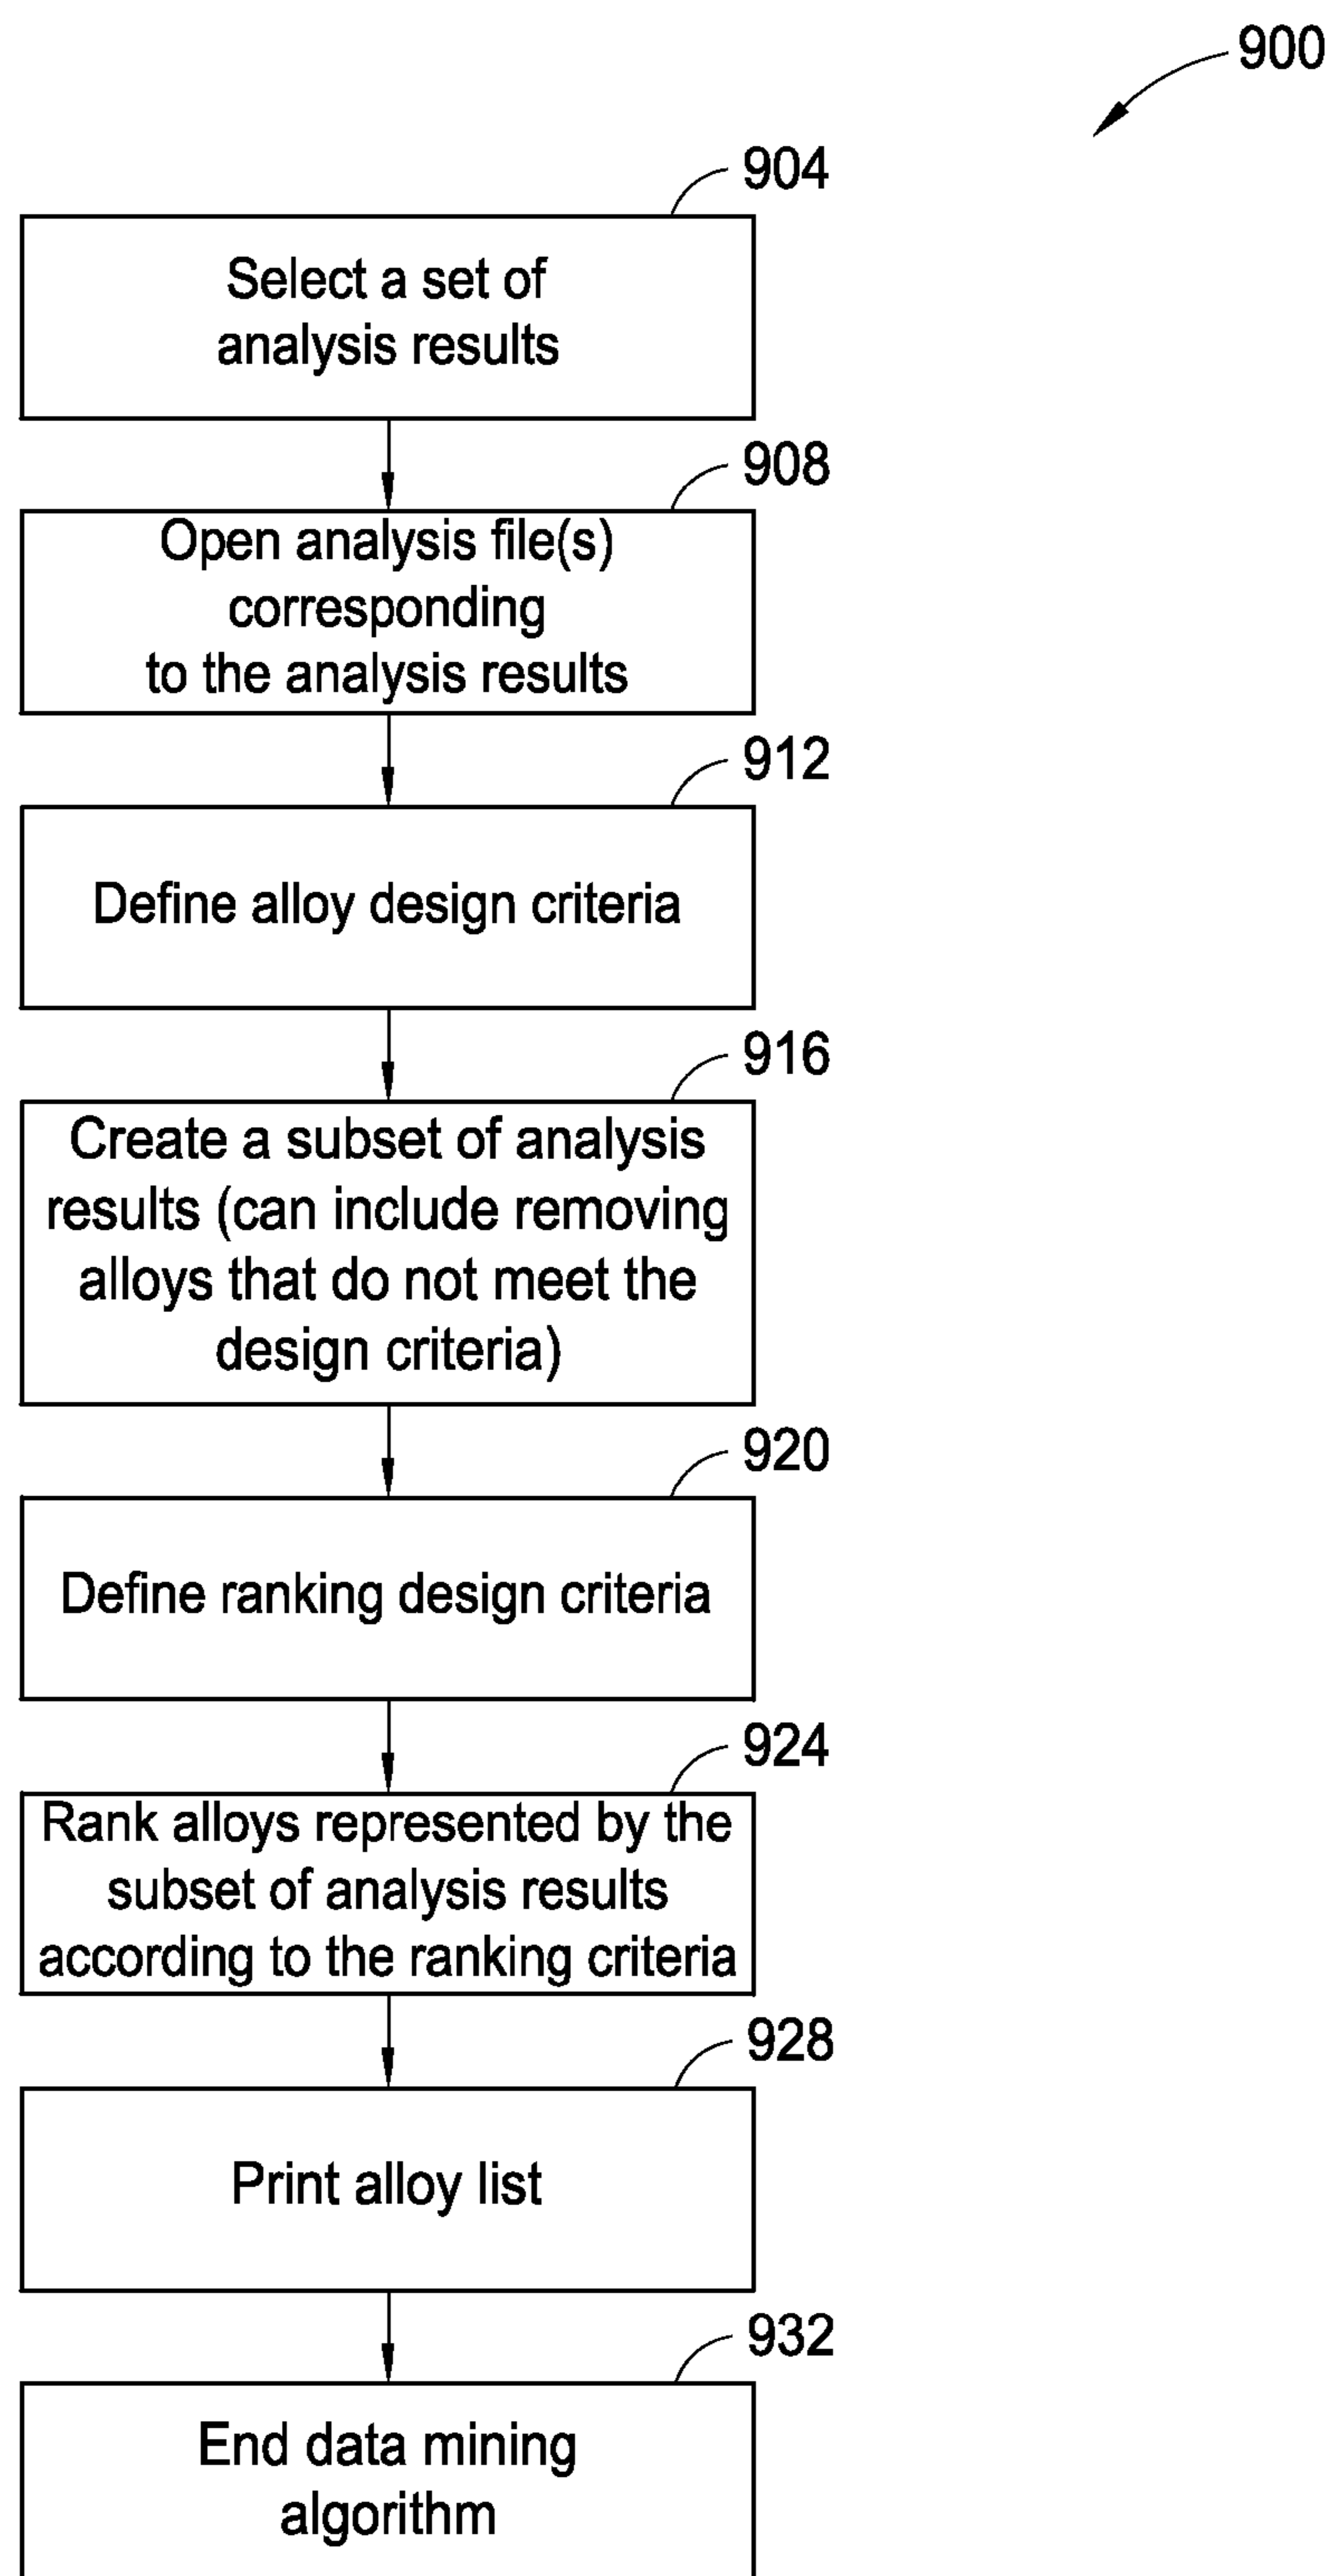 900
904
Select a set of
analysis results
908
Open analysis file(s)
corresponding
to the analysis results
912
Define alloy design criteria
916
Create a subset of analysis
results (can include removing
alloys that do not meet the
design criteria)
920
Define ranking design criteria
924
Rank alloys represented by the
subset of analysis results
according to the ranking criteria
928
Print alloy list
932
End data mining
algorithm